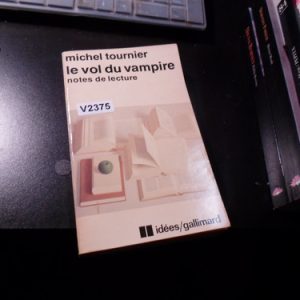 michel tournier
le vol du vampire
notes de lecture
V2375
idées/gallimard